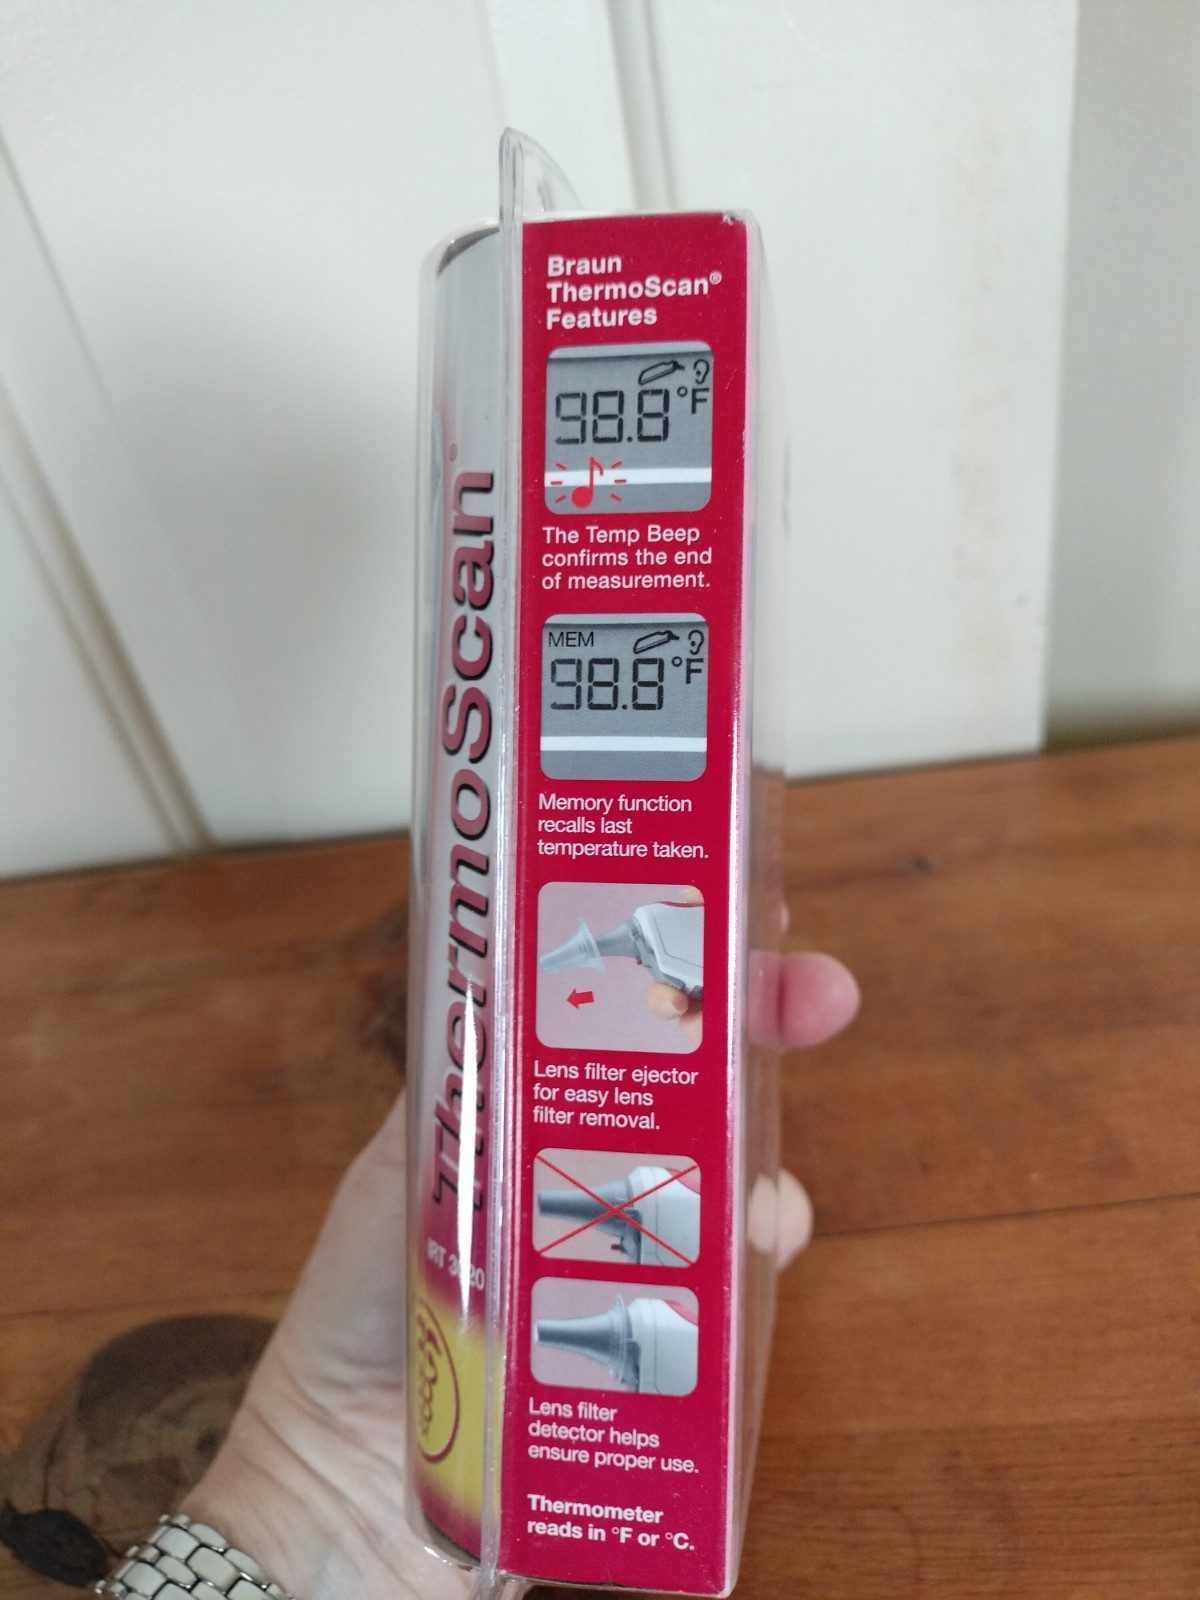 Braun
ThermoScan®
Features
98.8°F
The Temp Beep
confirms the end
of measurement.
MEM
98.8°F
Memory function
recalls last
temperature taken.
Lens filter ejector
for easy lens
filter removal.
Lens filter
detector helps
ensure proper use.
Thermometer
reads in °F or °C.
ThermoScan®
IRT